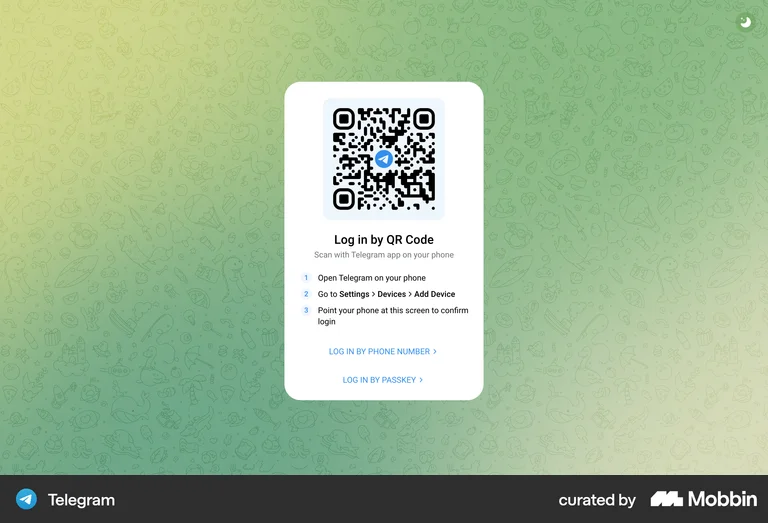 Log in by QR Code
Scan with Telegram app on your phone
1 Open Telegram on your phone
2 Go to Settings > Devices > Add Device
3 Point your phone at this screen to confirm
login
LOG IN BY PHONE NUMBER >
LOG IN BY PASSKEY >
Telegram
curated by Mobbin